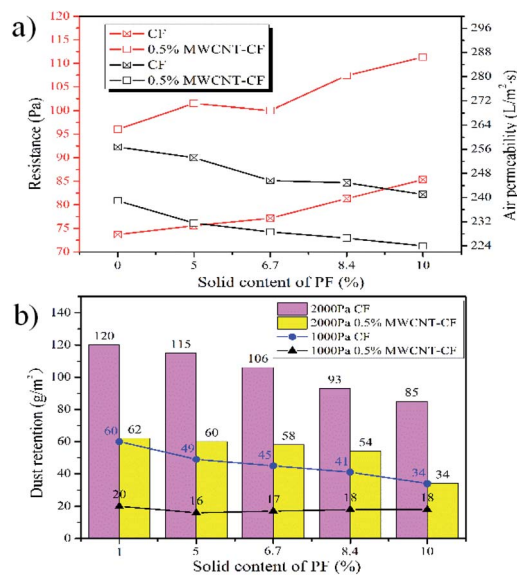 a)
CF
0.5% MWCNT-CF
CF
0.5% MWCNT-CF
Resistance (Pa)
120
115
110
105
100
95
90
85
80
75
70
Air permeability (L/m²·s)
296
288
280
272
264
256
248
240
232
224
0 5 6.7 8.4 10
Solid content of PF (%)
b)
2000Pa CF
2000Pa 0.5% MWCNT-CF
1000Pa CF
1000Pa 0.5% MWCNT-CF
Dust retention (g/m²)
140
120
100
80
60
40
20
0
120 115 106 93 85
62 60 58 54 34
60 49 45 41 34
20 16 17 18 18
1 5 6.7 8.4 10
Solid content of PF (%)